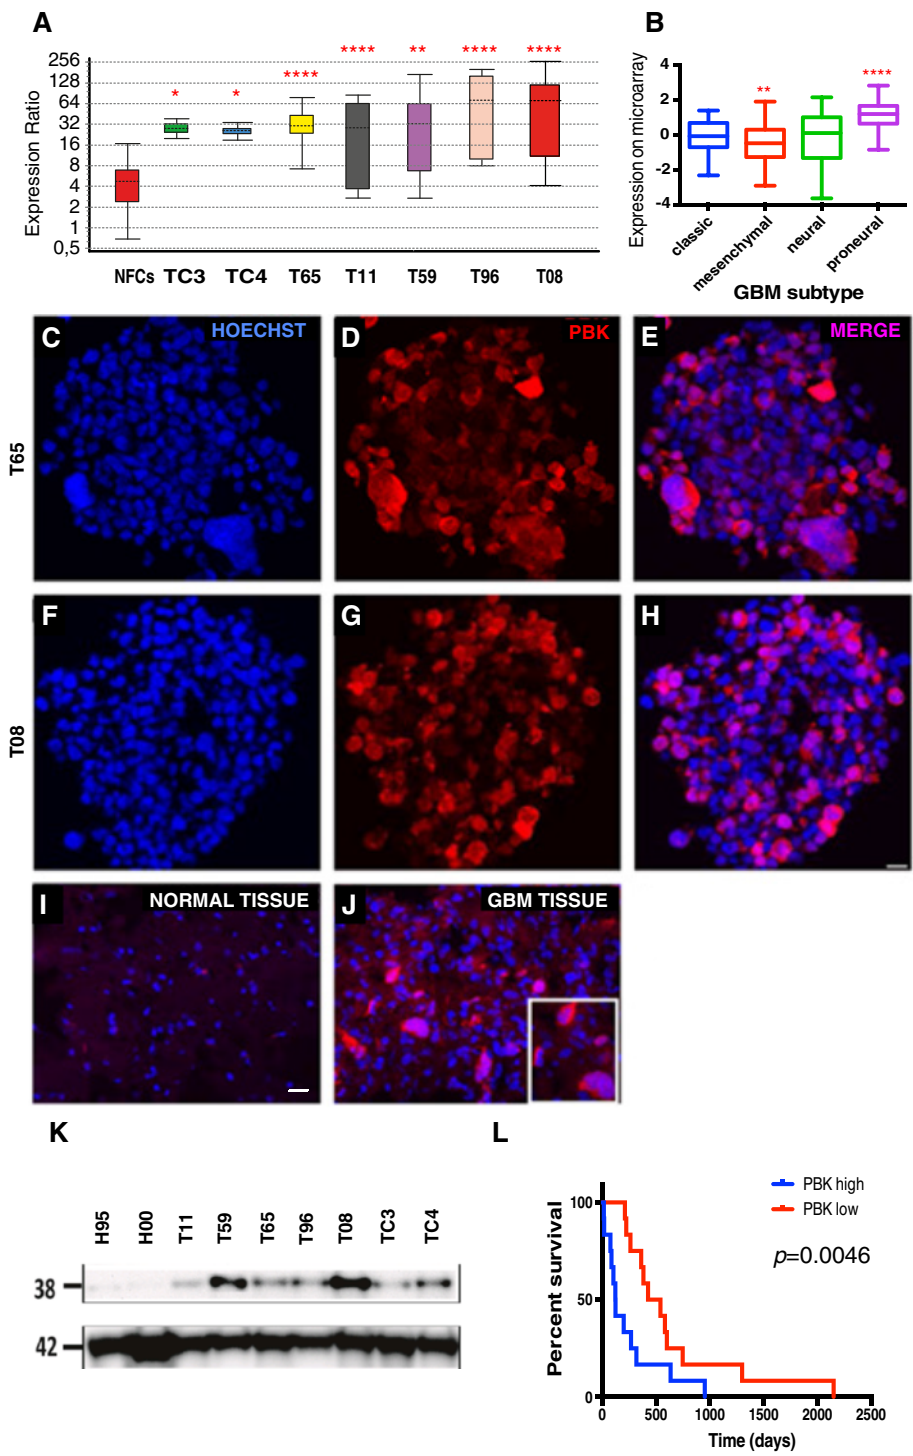 A
Expression Ratio
256
128
64
32
16
8
4
2
1
0,5
* * **** **** ** **** ****
NFCs TC3 TC4 T65 T11 T59 T96 T08
B
Expression on microarray
4
2
0
-2
-4
** ****
classic mesenchymal neural proneural
GBM subtype
T65
C HOECHST
D PBK
E MERGE
T08
F
G
H
I NORMAL TISSUE
J GBM TISSUE
K
H95 H00 T11 T59 T65 T96 T08 TC3 TC4
38
42
L
PBK high
PBK low
p=0.0046
Percent survival
100
50
0
0 500 1000 1500 2000 2500
Time (days)